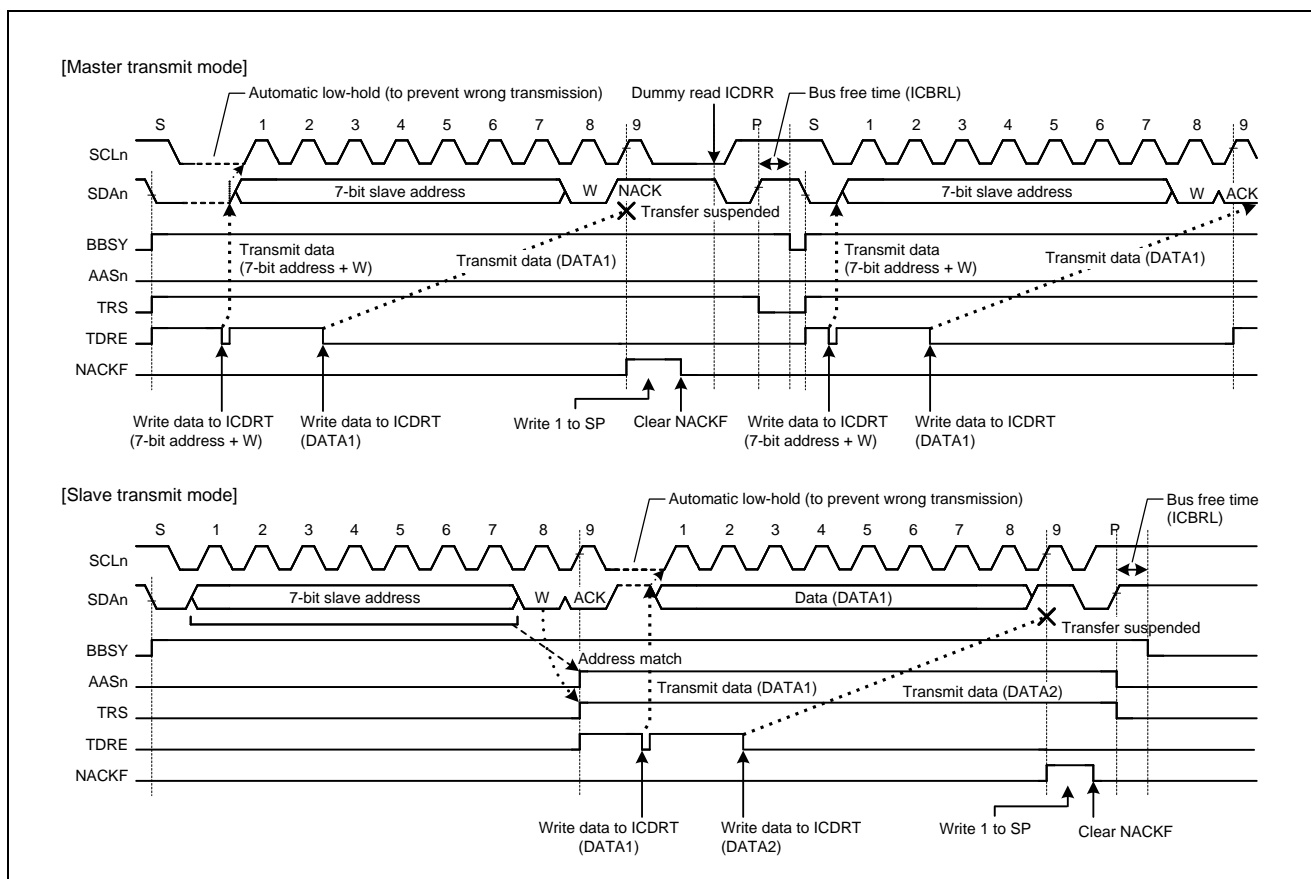 [Master transmit mode]
Automatic low-hold (to prevent wrong transmission)
Dummy read ICDRR
Bus free time (ICBRL)
S 1 2 3 4 5 6 7 8 9 P S 1 2 3 4 5 6 7 8 9
SCLn
SDAn 7-bit slave address W NACK 7-bit slave address W ACK
Transfer suspended
BBSY
Transmit data
(7-bit address + W)
Transmit data (DATA1)
Transmit data
(7-bit address + W)
Transmit data (DATA1)
AASn
TRS
TDRE
NACKF
Write data to ICDRT
(7-bit address + W)
Write data to ICDRT
(DATA1)
Write 1 to SP
Clear NACKF
Write data to ICDRT
(7-bit address + W)
Write data to ICDRT
(DATA1)
[Slave transmit mode]
Automatic low-hold (to prevent wrong transmission)
Bus free time
(ICBRL)
S 1 2 3 4 5 6 7 8 9 1 2 3 4 5 6 7 8 9 P
SCLn
SDAn 7-bit slave address W ACK Data (DATA1)
Transfer suspended
BBSY
Address match
AASn
Transmit data (DATA1)
Transmit data (DATA2)
TRS
TDRE
NACKF
Write data to ICDRT
(DATA1)
Write data to ICDRT
(DATA2)
Write 1 to SP
Clear NACKF